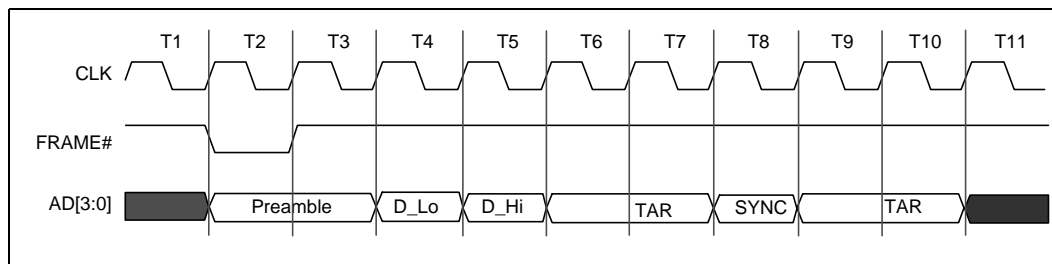 T1 T2 T3 T4 T5 T6 T7 T8 T9 T10 T11
CLK
FRAME#
AD[3:0] Preamble D_Lo D_Hi TAR SYNC TAR